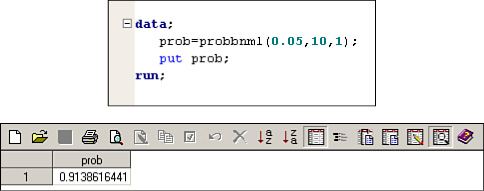 data;
prob=probbnml(0.05,10,1);
put prob;
run;
prob
1 0.9138616441